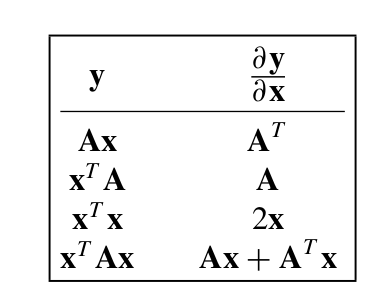 y ∂y/∂x
Ax Aᵀ
xᵀA A
xᵀx 2x
xᵀAx Ax + Aᵀx